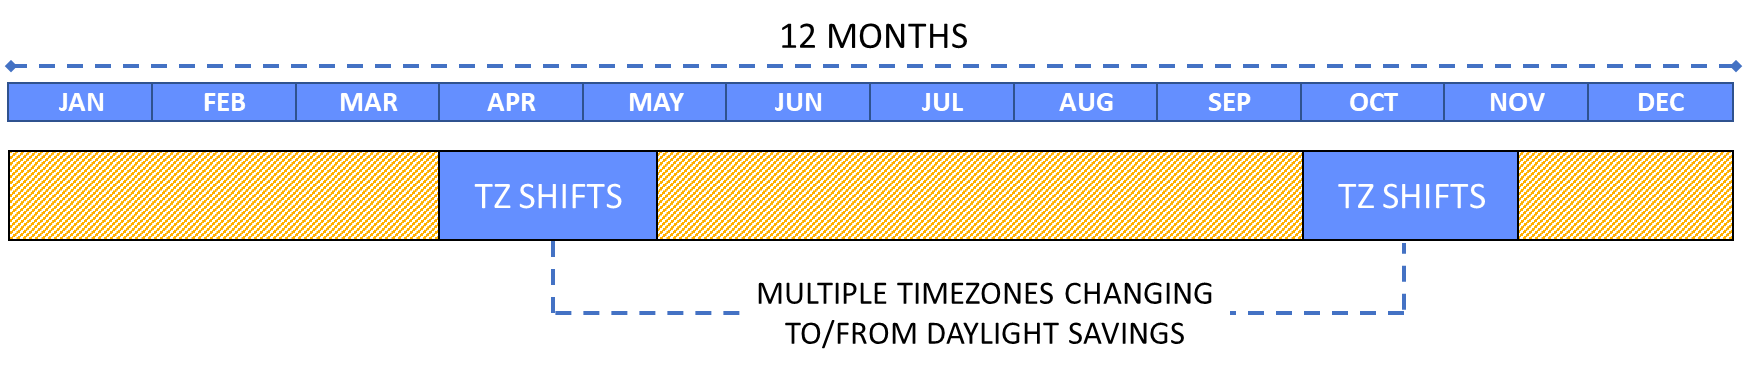 12 MONTHS
JAN FEB MAR APR MAY JUN JUL AUG SEP OCT NOV DEC
TZ SHIFTS TZ SHIFTS
MULTIPLE TIMEZONES CHANGING
TO/FROM DAYLIGHT SAVINGS